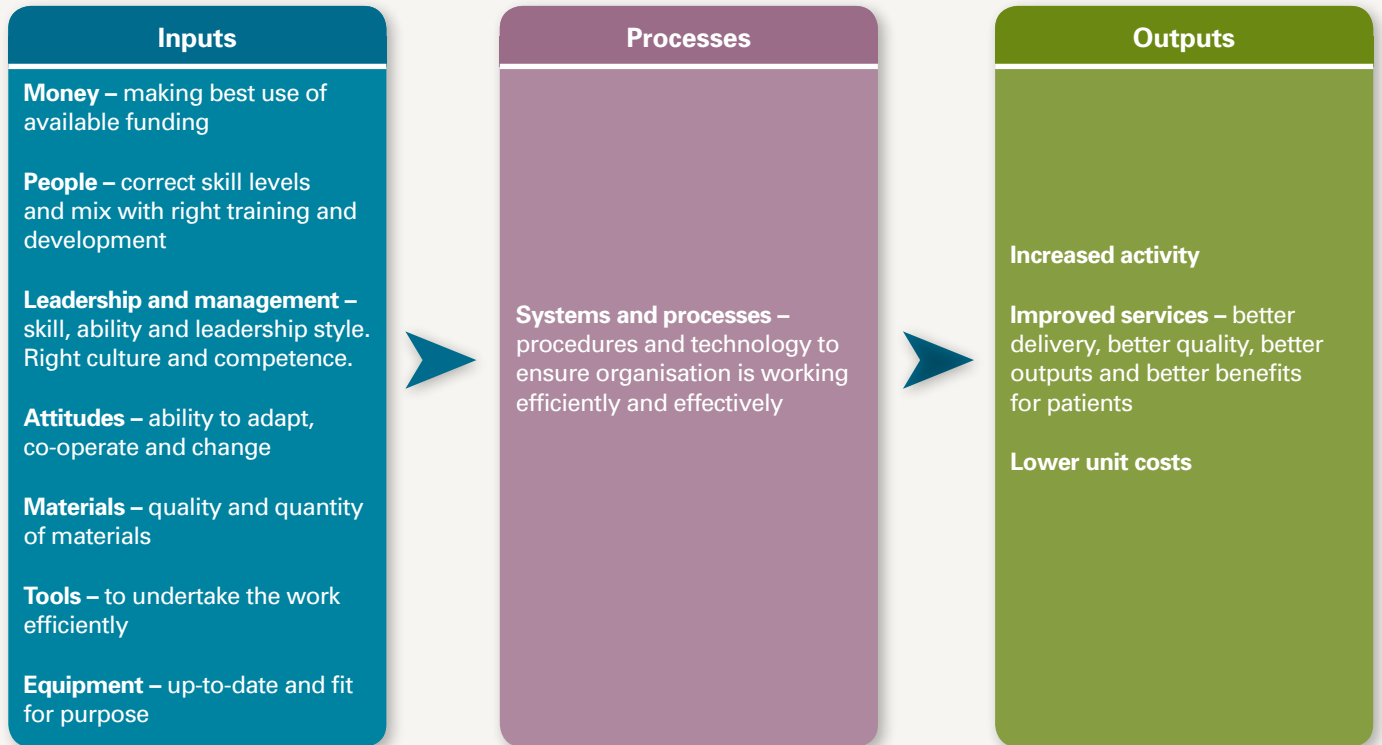 Inputs
Money – making best use of
available funding
People – correct skill levels
and mix with right training and
development
Leadership and management –
skill, ability and leadership style.
Right culture and competence.
Attitudes – ability to adapt,
co-operate and change
Materials – quality and quantity
of materials
Tools – to undertake the work
efficiently
Equipment – up-to-date and fit
for purpose
Processes
Systems and processes –
procedures and technology to
ensure organisation is working
efficiently and effectively
Outputs
Increased activity
Improved services – better
delivery, better quality, better
outputs and better benefits
for patients
Lower unit costs